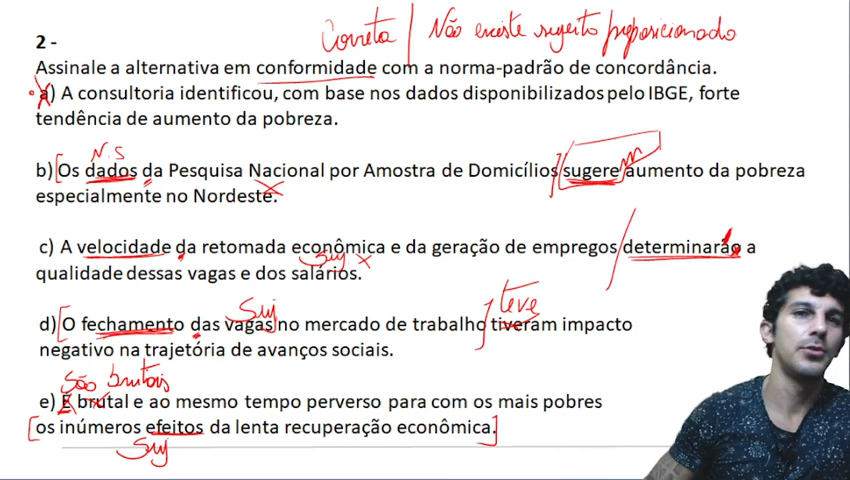 Correta | Não existe sujeito preposicionado
2 -
Assinale a alternativa em conformidade com a norma-padrão de concordância.
a) A consultoria identificou, com base nos dados disponibilizados pelo IBGE, forte
tendência de aumento da pobreza.
N.S
m
b) [Os dados da Pesquisa Nacional por Amostra de Domicílios] sugere aumento da pobreza
especialmente no Nordeste.
c) A velocidade da retomada econômica e da geração de empregos determinarão a
Suj x
qualidade dessas vagas e dos salários.
Suj
teve
d) [O fechamento das vagas no mercado de trabalho] tiveram impacto
negativo na trajetória de avanços sociais.
São brutais
e) É brutal e ao mesmo tempo perverso para com os mais pobres
[os inúmeros efeitos da lenta recuperação econômica.]
Suj